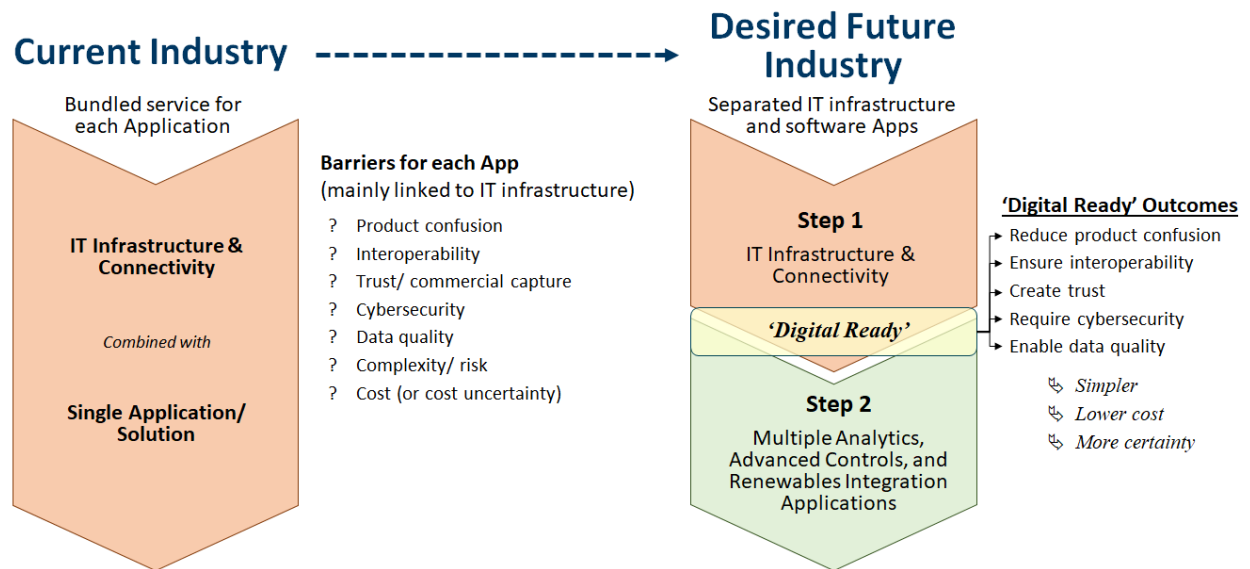 Current Industry
Bundled service for
each Application
IT Infrastructure &
Connectivity
Combined with
Single Application/
Solution
Barriers for each App
(mainly linked to IT infrastructure)
? Product confusion
? Interoperability
? Trust/ commercial capture
? Cybersecurity
? Data quality
? Complexity/ risk
? Cost (or cost uncertainty)
Desired Future
Industry
Separated IT infrastructure
and software Apps
Step 1
IT Infrastructure &
Connectivity
‘Digital Ready’
Step 2
Multiple Analytics,
Advanced Controls, and
Renewables Integration
Applications
‘Digital Ready’ Outcomes
Reduce product confusion
Ensure interoperability
Create trust
Require cybersecurity
Enable data quality
Simpler
Lower cost
More certainty